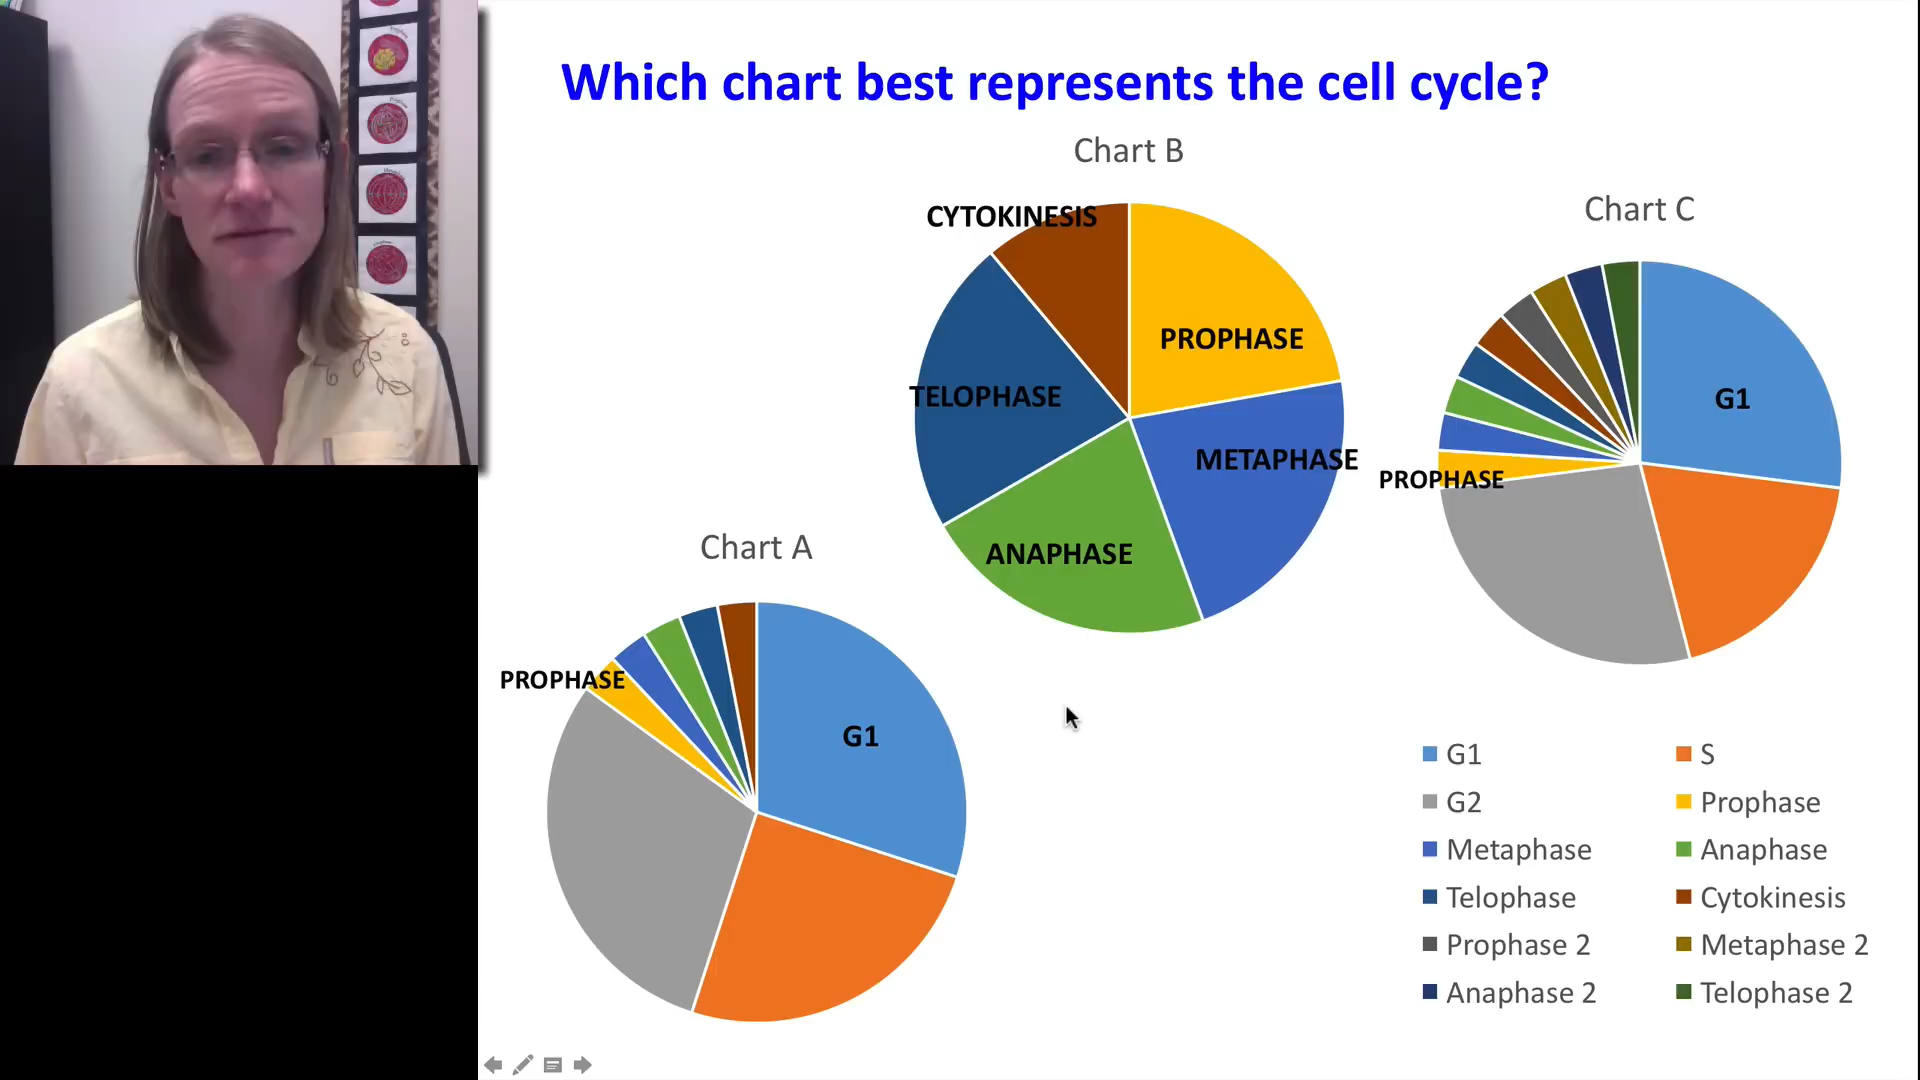 Which chart best represents the cell cycle?
Chart B
CYTOKINESIS
PROPHASE
TELOPHASE
METAPHASE
ANAPHASE
Chart C
G1
PROPHASE
Chart A
PROPHASE
G1
G1 S
G2 Prophase
Metaphase Anaphase
Telophase Cytokinesis
Prophase 2 Metaphase 2
Anaphase 2 Telophase 2